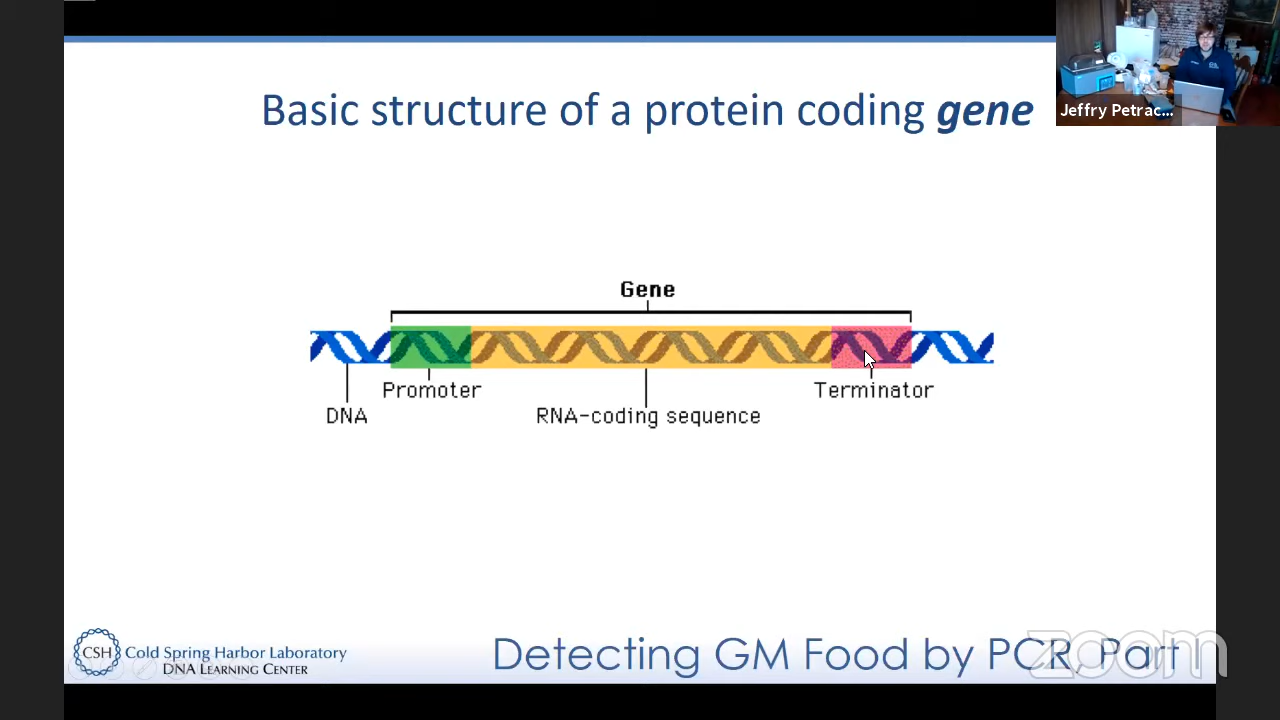 Jeffry Petrac...
Basic structure of a protein coding gene
Gene
Promoter
Terminator
DNA
RNA-coding sequence
CSH
Cold Spring Harbor Laboratory
DNA LEARNING CENTER
Detecting GM Food by PCR, Part
zoom